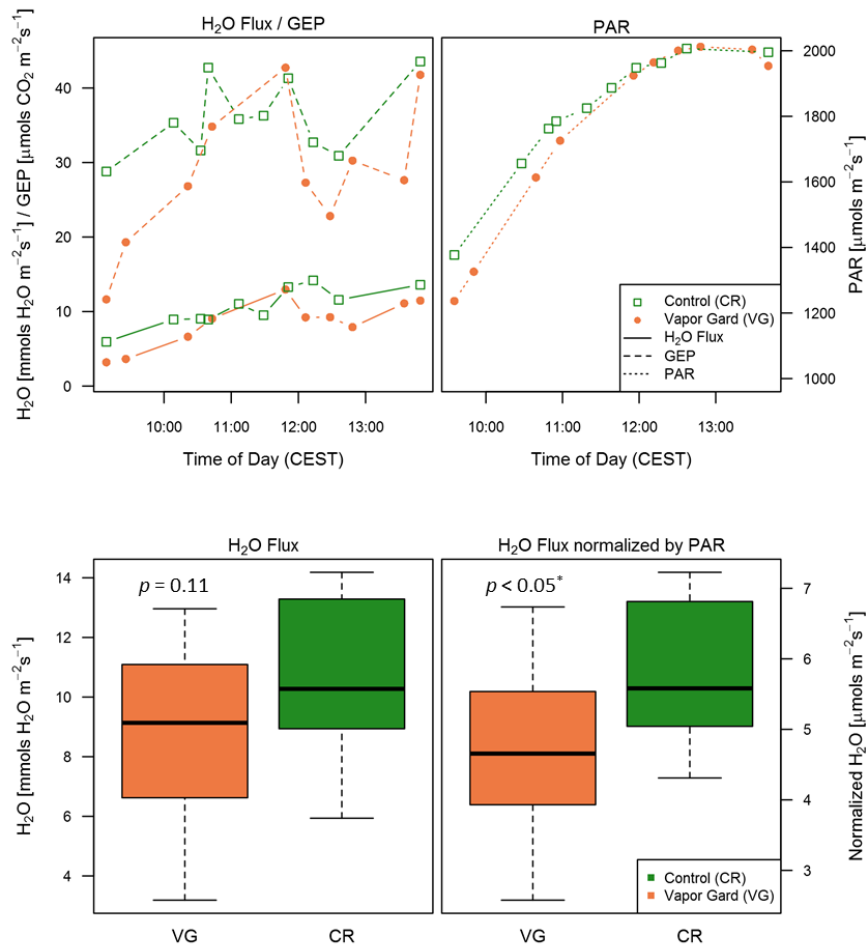 H₂O Flux / GEP
PAR
H₂O [mmols H₂O m⁻²s⁻¹] / GEP [μmols CO₂ m⁻²s⁻¹]
40
30
20
10
0
10:00 11:00 12:00 13:00
Time of Day (CEST)
2000
1800
1600
1400
1200
1000
PAR [μmols m⁻²s⁻¹]
Control (CR)
Vapor Gard (VG)
H₂O Flux
GEP
PAR
10:00 11:00 12:00 13:00
Time of Day (CEST)
H₂O Flux
H₂O Flux normalized by PAR
H₂O [mmols H₂O m⁻²s⁻¹]
14
12
10
8
6
4
p = 0.11
VG CR
p < 0.05*
7
6
5
4
3
Normalized H₂O [μmols m⁻²s⁻¹]
Control (CR)
Vapor Gard (VG)
VG CR